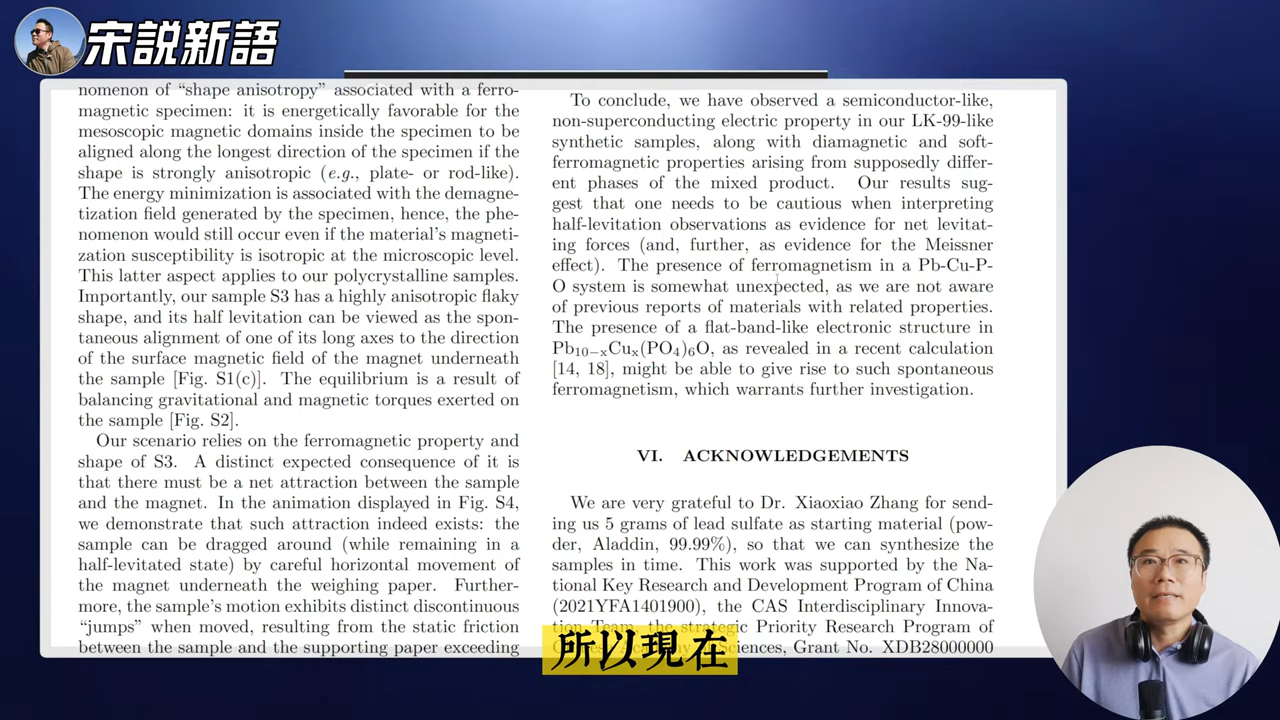 宋説新語
nomenon of “shape anisotropy” associated with a ferro-
magnetic specimen: it is energetically favorable for the
mesoscopic magnetic domains inside the specimen to be
aligned along the longest direction of the specimen if the
shape is strongly anisotropic (e.g., plate- or rod-like).
The energy minimization is associated with the demagne-
tization field generated by the specimen, hence, the phe-
nomenon would still occur even if the material’s magneti-
zation susceptibility is isotropic at the microscopic level.
This latter aspect applies to our polycrystalline samples.
Importantly, our sample S3 has a highly anisotropic flaky
shape, and its half levitation can be viewed as the spon-
taneous alignment of one of its long axes to the direction
of the surface magnetic field of the magnet underneath
the sample [Fig. S1(c)]. The equilibrium is a result of
balancing gravitational and magnetic torques exerted on
the sample [Fig. S2].
Our scenario relies on the ferromagnetic property and
shape of S3. A distinct expected consequence of it is
that there must be a net attraction between the sample
and the magnet. In the animation displayed in Fig. S4,
we demonstrate that such attraction indeed exists: the
sample can be dragged around (while remaining in a
half-levitated state) by careful horizontal movement of
the magnet underneath the weighing paper. Further-
more, the sample’s motion exhibits distinct discontinuous
“jumps” when moved, resulting from the static friction
between the sample and the supporting paper exceeding
To conclude, we have observed a semiconductor-like,
non-superconducting electric property in our LK-99-like
synthetic samples, along with diamagnetic and soft-
ferromagnetic properties arising from supposedly differ-
ent phases of the mixed product. Our results sug-
gest that one needs to be cautious when interpreting
half-levitation observations as evidence for net levitat-
ing forces (and, further, as evidence for the Meissner
effect). The presence of ferromagnetism in a Pb-Cu-P-
O system is somewhat unexpected, as we are not aware
of previous reports of materials with related properties.
The presence of a flat-band-like electronic structure in
Pb₁₀₋ₓCuₓ(PO₄)₆O, as revealed in a recent calculation
[14, 18], might be able to give rise to such spontaneous
ferromagnetism, which warrants further investigation.
VI. ACKNOWLEDGEMENTS
We are very grateful to Dr. Xiaoxiao Zhang for send-
ing us 5 grams of lead sulfate as starting material (pow-
der, Aladdin, 99.99%), so that we can synthesize the
samples in time. This work was supported by the Na-
tional Key Research and Development Program of China
(2021YFA1401900), the CAS Interdisciplinary Innova-
tion Team, the strategic Priority Research Program of
Sciences, Grant No. XDB28000000
所以現在